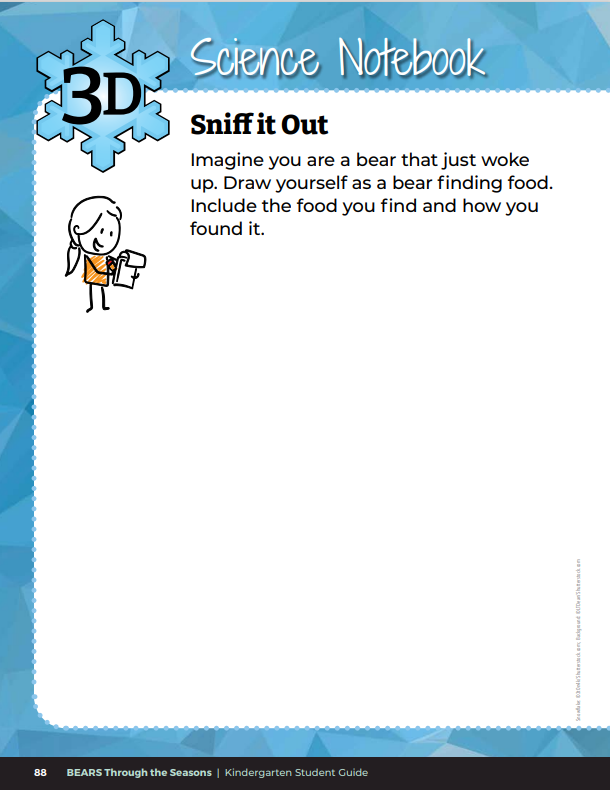 3D
Science Notebook
Sniff it Out
Imagine you are a bear that just woke
up. Draw yourself as a bear finding food.
Include the food you find and how you
found it.
88 BEARS Through the Seasons | Kindergarten Student Guide